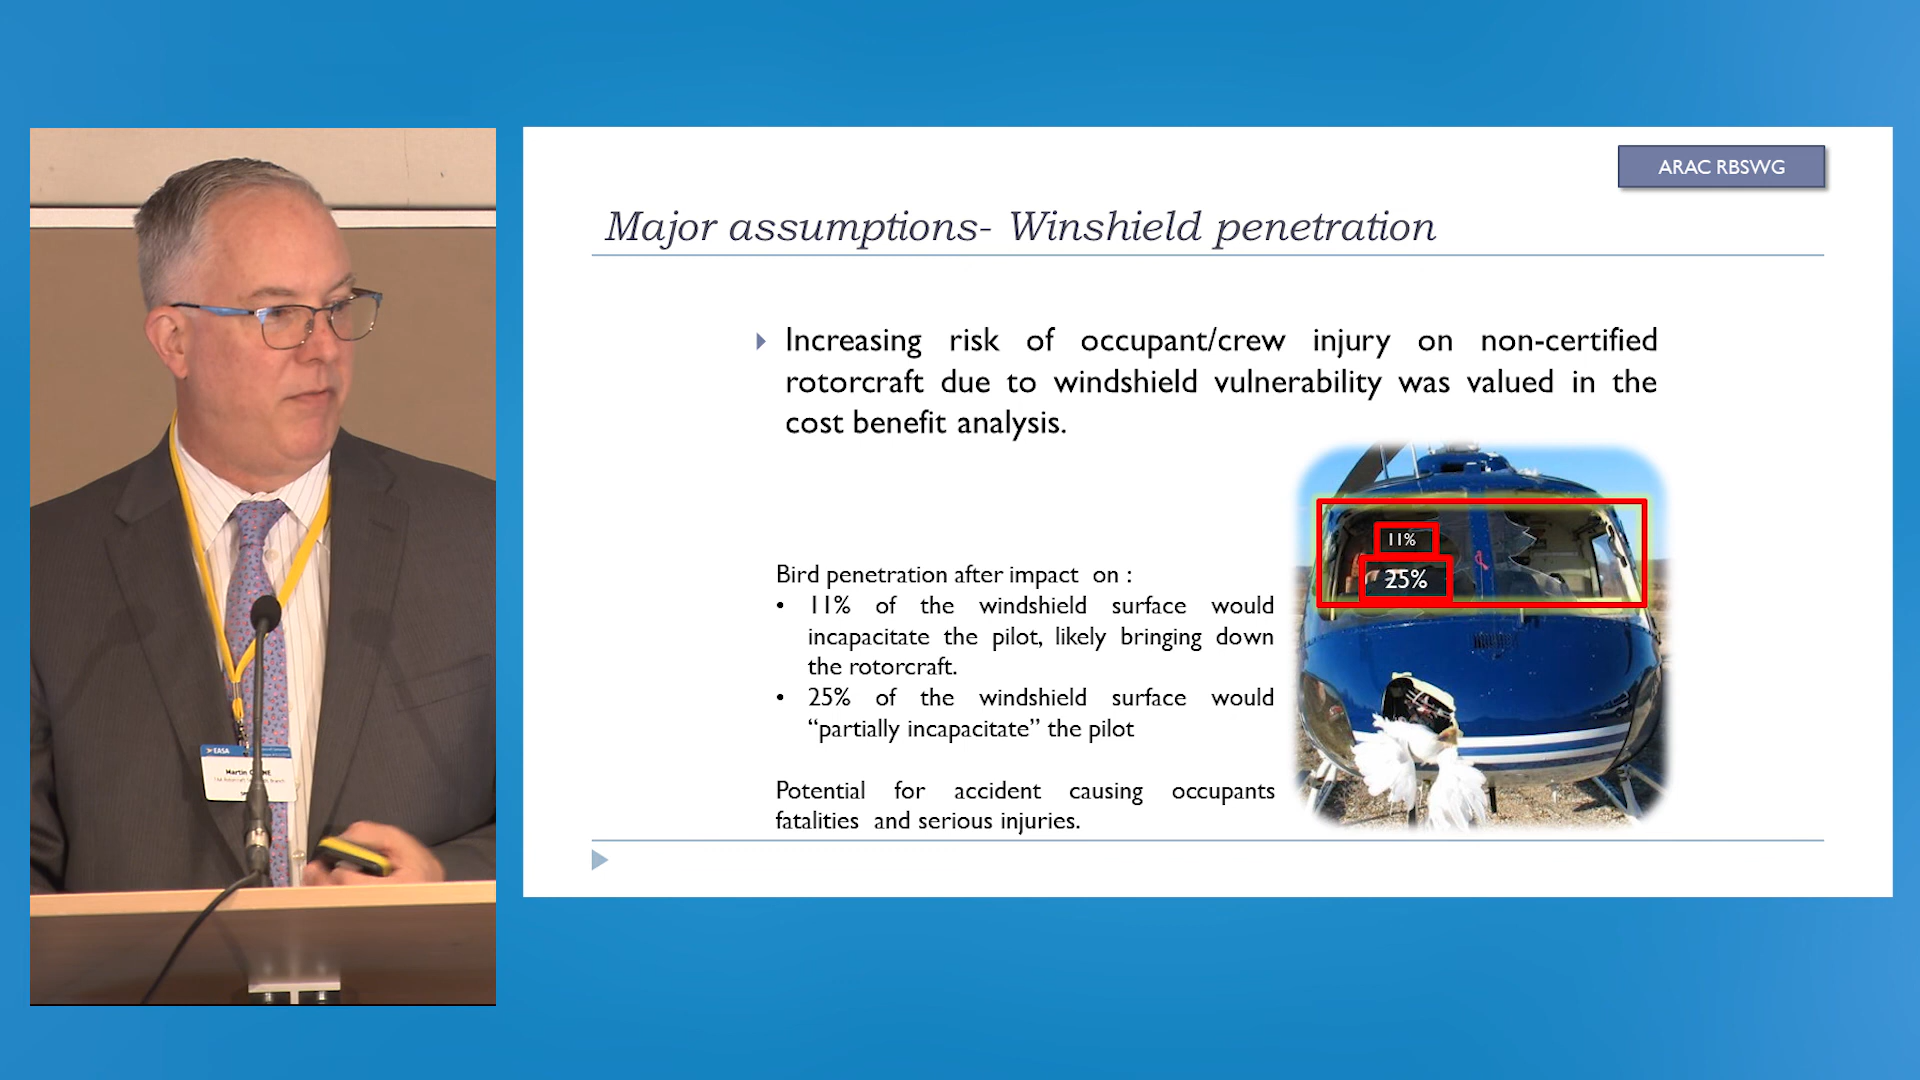 ARAC RBSWG
Major assumptions- Winshield penetration
Increasing risk of occupant/crew injury on non-certified
rotorcraft due to windshield vulnerability was valued in the
cost benefit analysis.
11%
25%
Bird penetration after impact on :
• 11% of the windshield surface would
incapacitate the pilot, likely bringing down
the rotorcraft.
• 25% of the windshield surface would
“partially incapacitate” the pilot
Potential for accident causing occupants
fatalities and serious injuries.
EASA
Martin